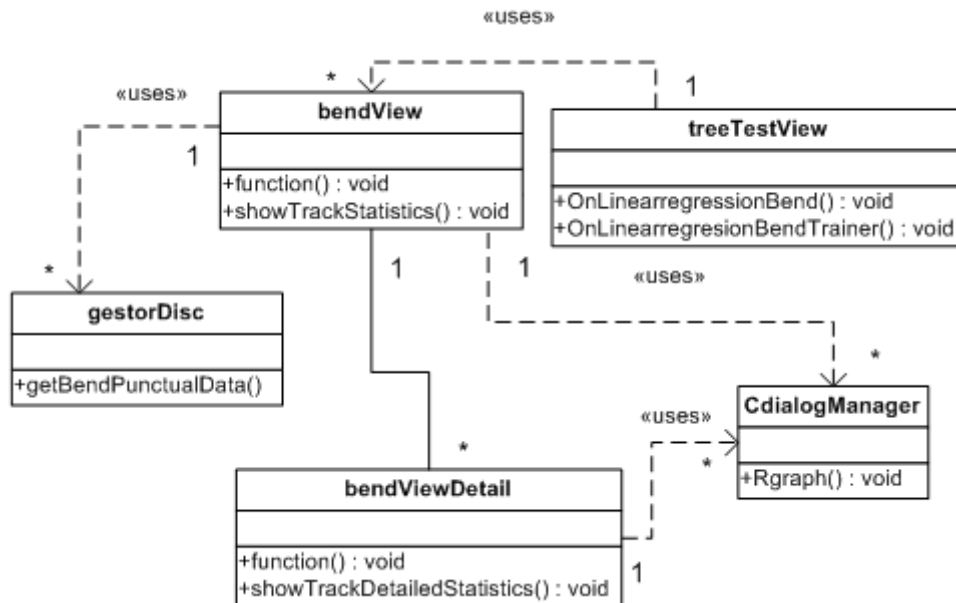 «uses»
*
1
«uses»
bendView
1
+function() : void
+showTrackStatistics() : void
treeTestView
+OnLinearregressionBend() : void
+OnLinearregresionBendTrainer() : void
1
1
«uses»
*
gestorDisc
+getBendPunctualData()
*
CdialogManager
+Rgraph() : void
«uses»
*
*
bendViewDetail
+function() : void
+showTrackDetailedStatistics() : void
1